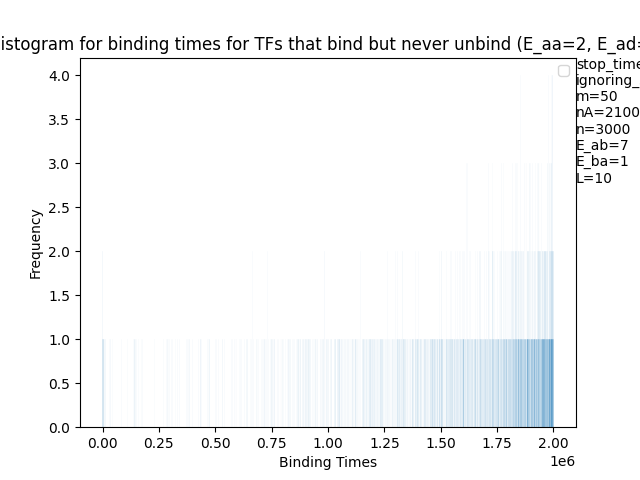 istogram for binding times for TFs that bind but never unbind (E_aa=2, E_ad=
stop_time
ignoring_
m=50
nA=2100
n=3000
E_ab=7
E_ba=1
L=10
Frequency
4.0
3.5
3.0
2.5
2.0
1.5
1.0
0.5
0.0
0.00 0.25 0.50 0.75 1.00 1.25 1.50 1.75 2.00
1e6
Binding Times